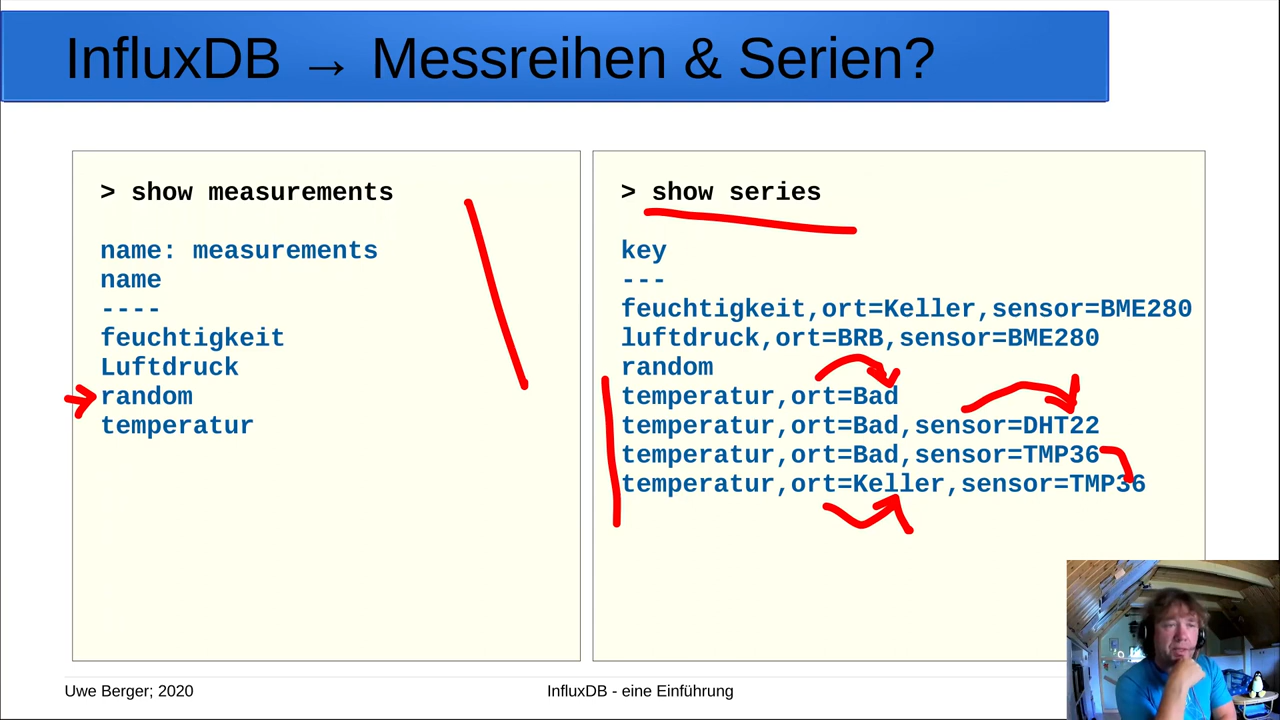 InfluxDB → Messreihen & Serien?
> show measurements
name: measurements
name
----
feuchtigkeit
Luftdruck
random
temperatur
> show series
key
---
feuchtigkeit,ort=Keller,sensor=BME280
luftdruck,ort=BRB,sensor=BME280
random
temperatur,ort=Bad
temperatur,ort=Bad,sensor=DHT22
temperatur,ort=Bad,sensor=TMP36
temperatur,ort=Keller,sensor=TMP36
Uwe Berger; 2020
InfluxDB - eine Einführung